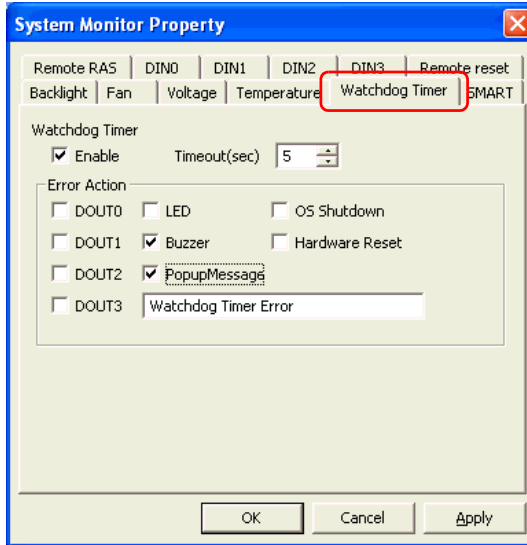 System Monitor Property
Remote RAS DIN0 DIN1 DIN2 DIN3 Remote reset
Backlight Fan Voltage Temperature Watchdog Timer SMART
Watchdog Timer
Enable Timeout(sec) 5
Error Action
DOUT0 LED OS Shutdown
DOUT1 Buzzer Hardware Reset
DOUT2 PopupMessage
DOUT3 Watchdog Timer Error
OK Cancel Apply